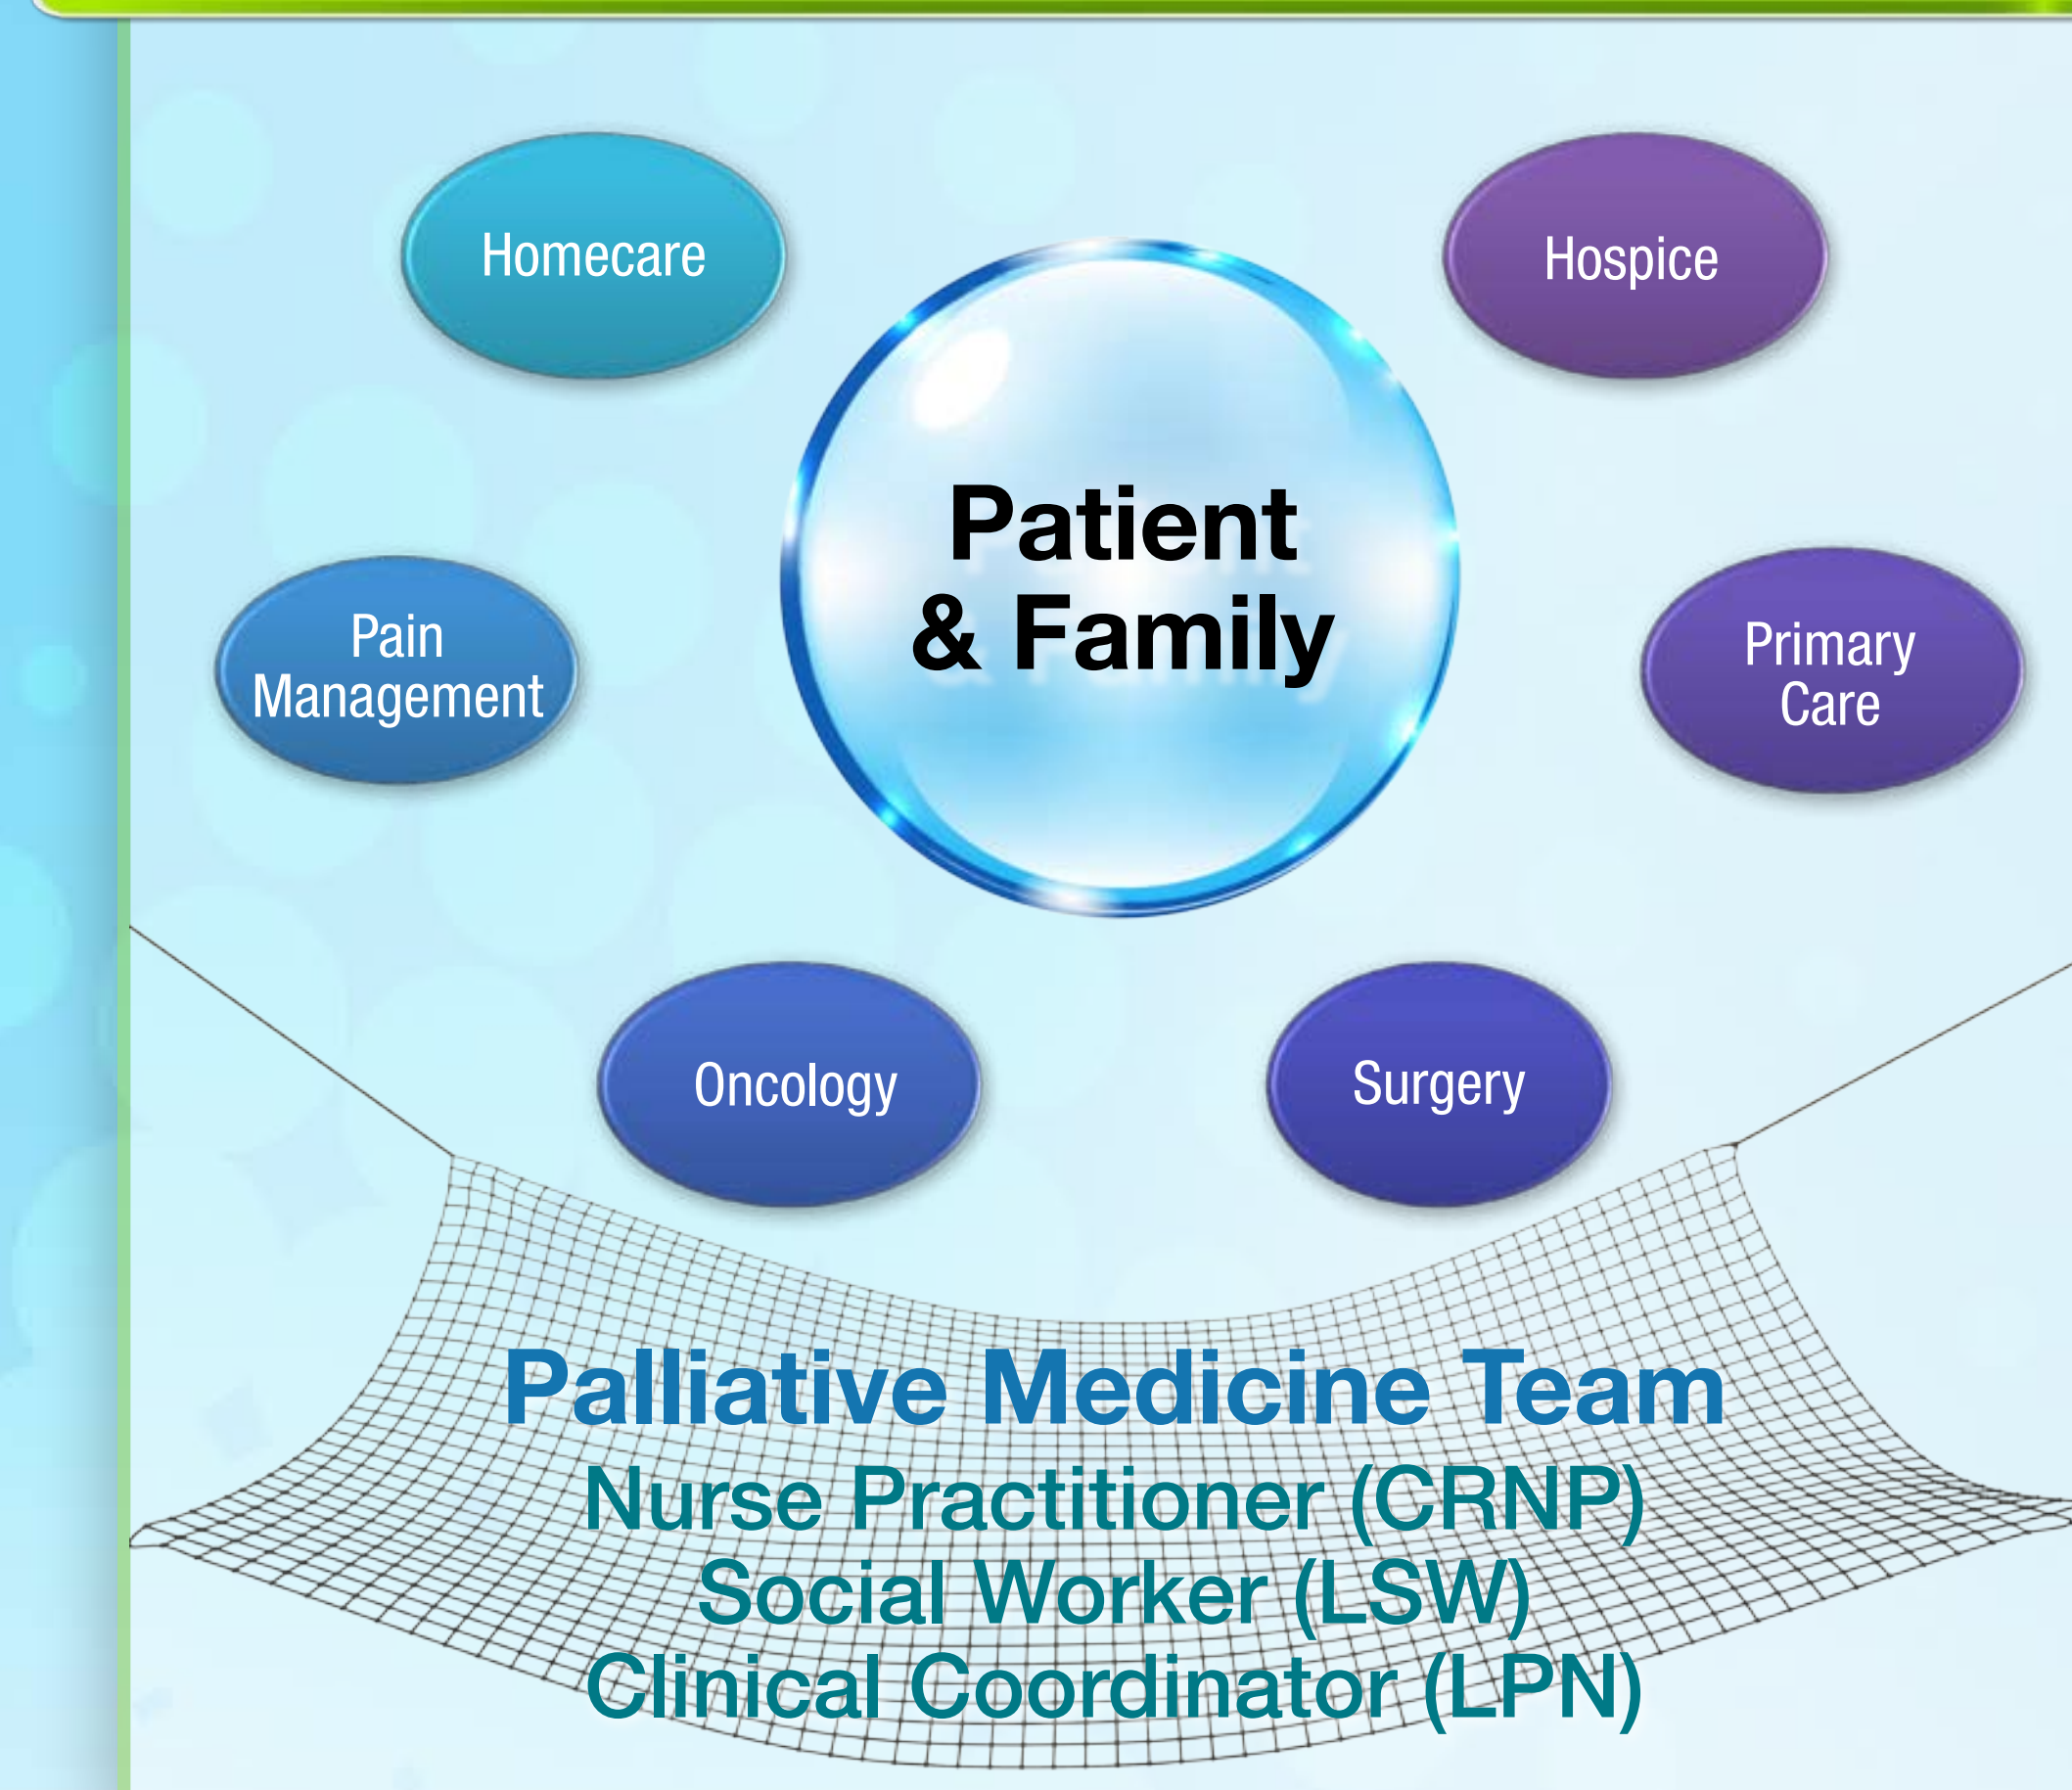 Homecare
Hospice
Patient
& Family
Pain
Management
Primary
Care
Oncology
Surgery
Palliative Medicine Team
Nurse Practitioner (CRNP)
Social Worker (LSW)
Clinical Coordinator (LPN)